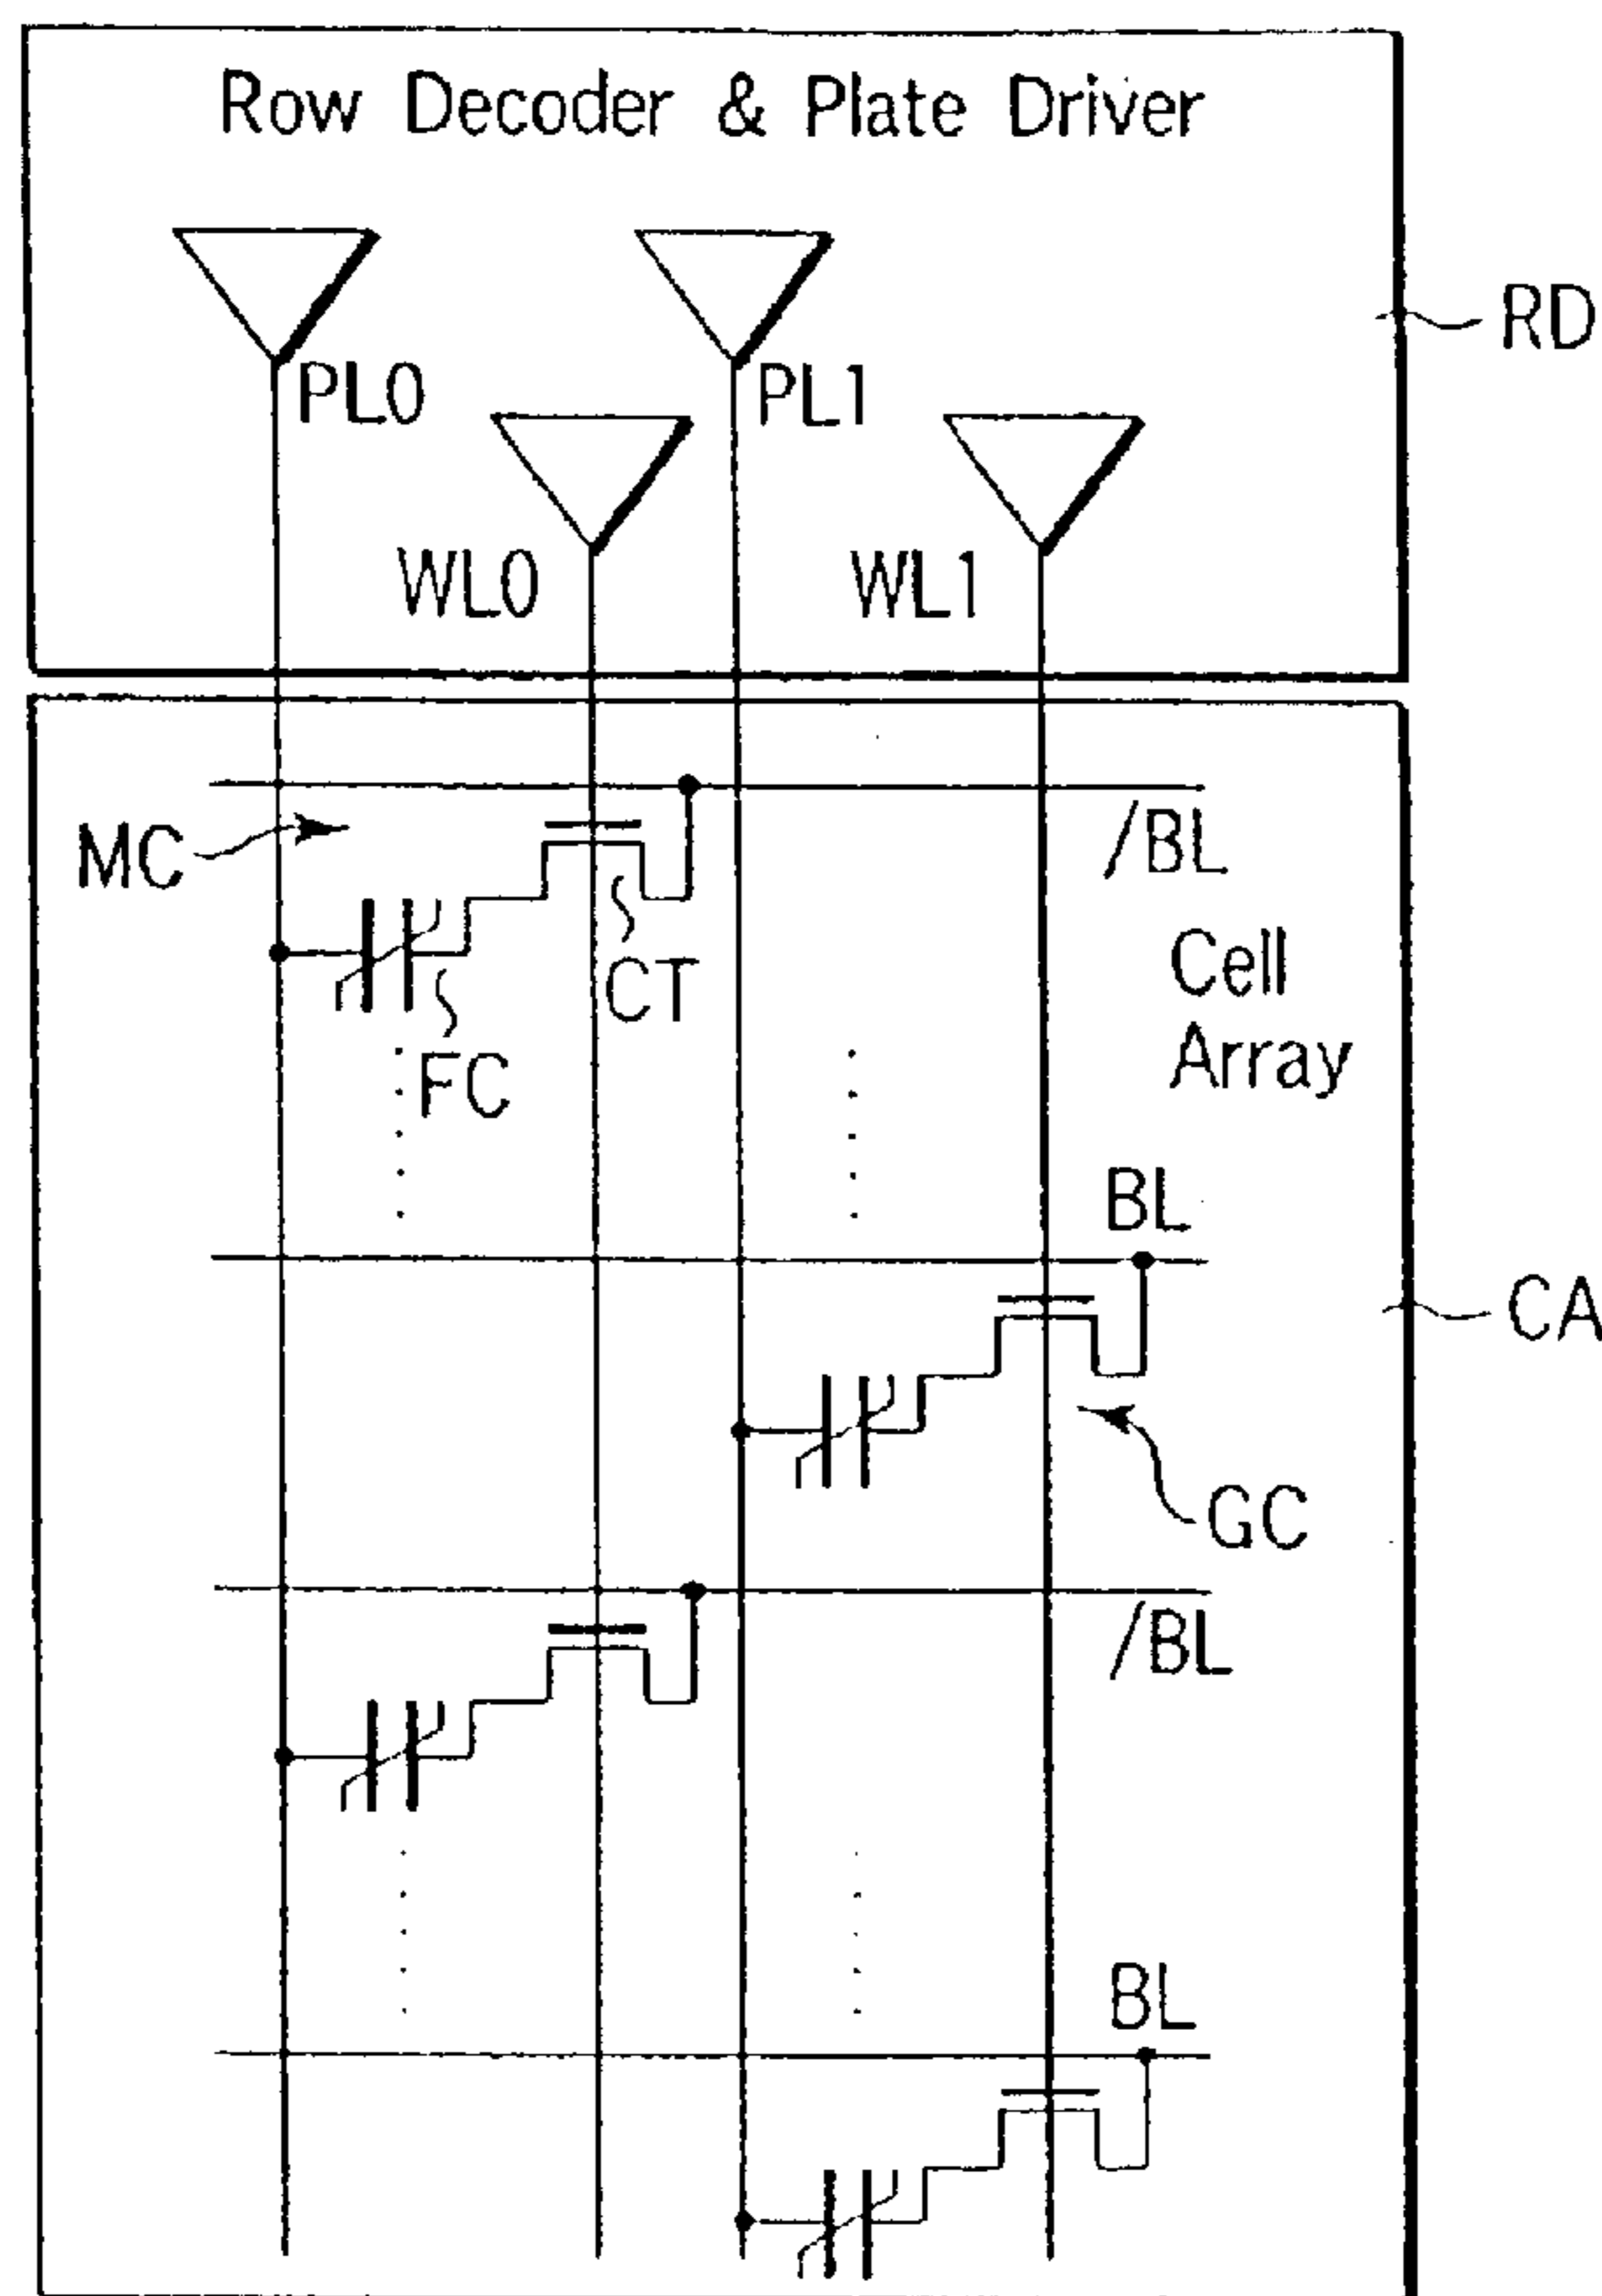 Row Decoder & Plate Driver
RD
PL0
PL1
WL0
WL1
/BL
MC
CT
Cell
Array
FC
BL
CA
GC
/BL
BL